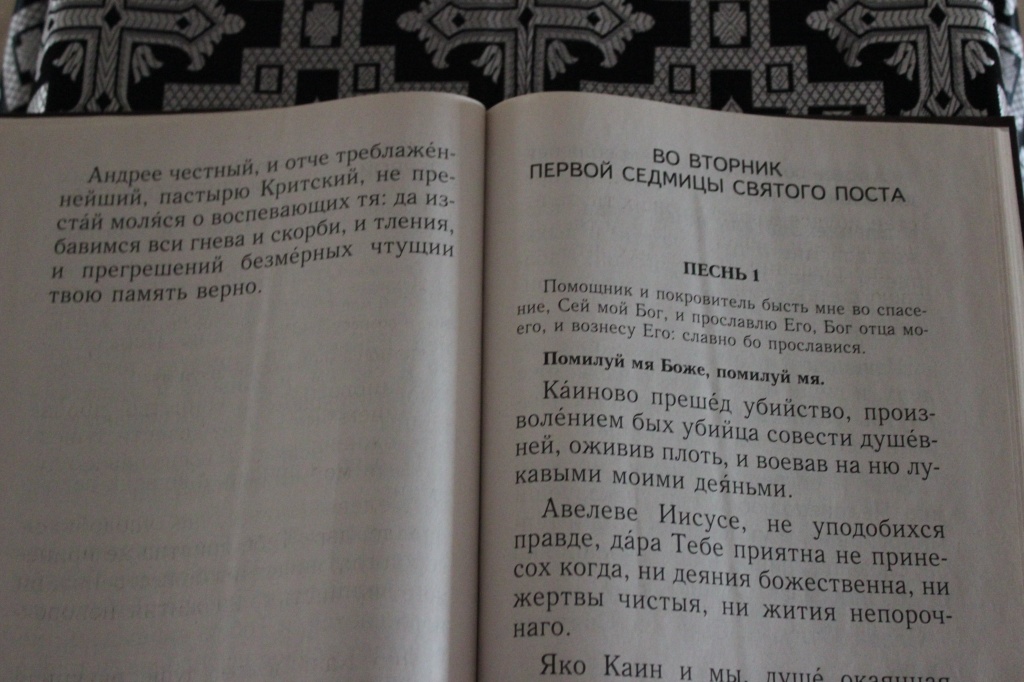 Андрее честный, и отче треблаже́н-
нейший, пастырю Критский, не пре-
ста́й моля́ся о воспевающих тя: да из-
бавимся вси гнева и скорби, и тления,
и прегрешений безме́рных чтущии
твою память верно.
ВО ВТОРНИК
ПЕРВОЙ СЕДМИЦЫ СВЯТОГО ПОСТА
ПЕСНЬ 1
Помощник и покровитель бысть мне во спасе-
ние, Сей мой Бог, и прославлю Его, Бог отца мо-
его, и вознесу Его: славно бо прославися.
Помилуй мя Боже, помилуй мя.
Ка́иново преше́д убийство, произ-
воле́нием бых убийца совести душе́в-
ней, оживив плоть, и воевав на ню лу-
кавыми моими дея́ньми.
Авелеве Иисусе, не уподобихся
правде, да́ра Тебе приятна не прине-
сох когда, ни деяния божественна, ни
жертвы чистыя, ни жития непороч-
наго.
Яко Каин и мы, душе́ окаянная